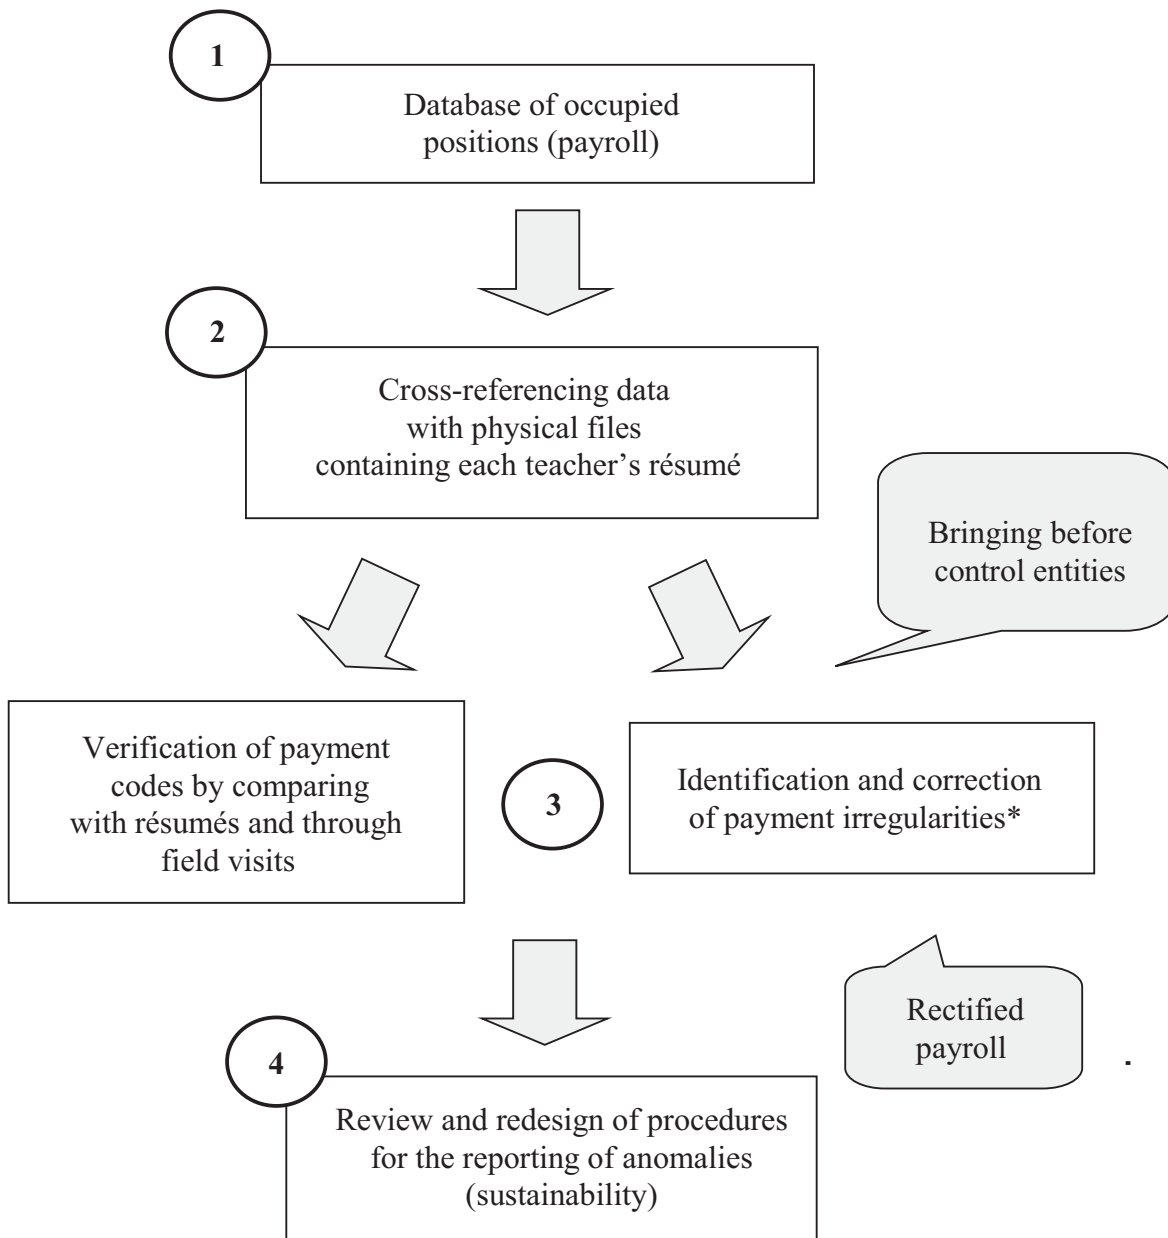 1
Database of occupied
positions (payroll)
2
Cross-referencing data
with physical files
containing each teacher’s résumé
Bringing before
control entities
Verification of payment
codes by comparing
with résumés and through
field visits
3
Identification and correction
of payment irregularities*
Rectified
payroll
.
4
Review and redesign of procedures
for the reporting of anomalies
(sustainability)